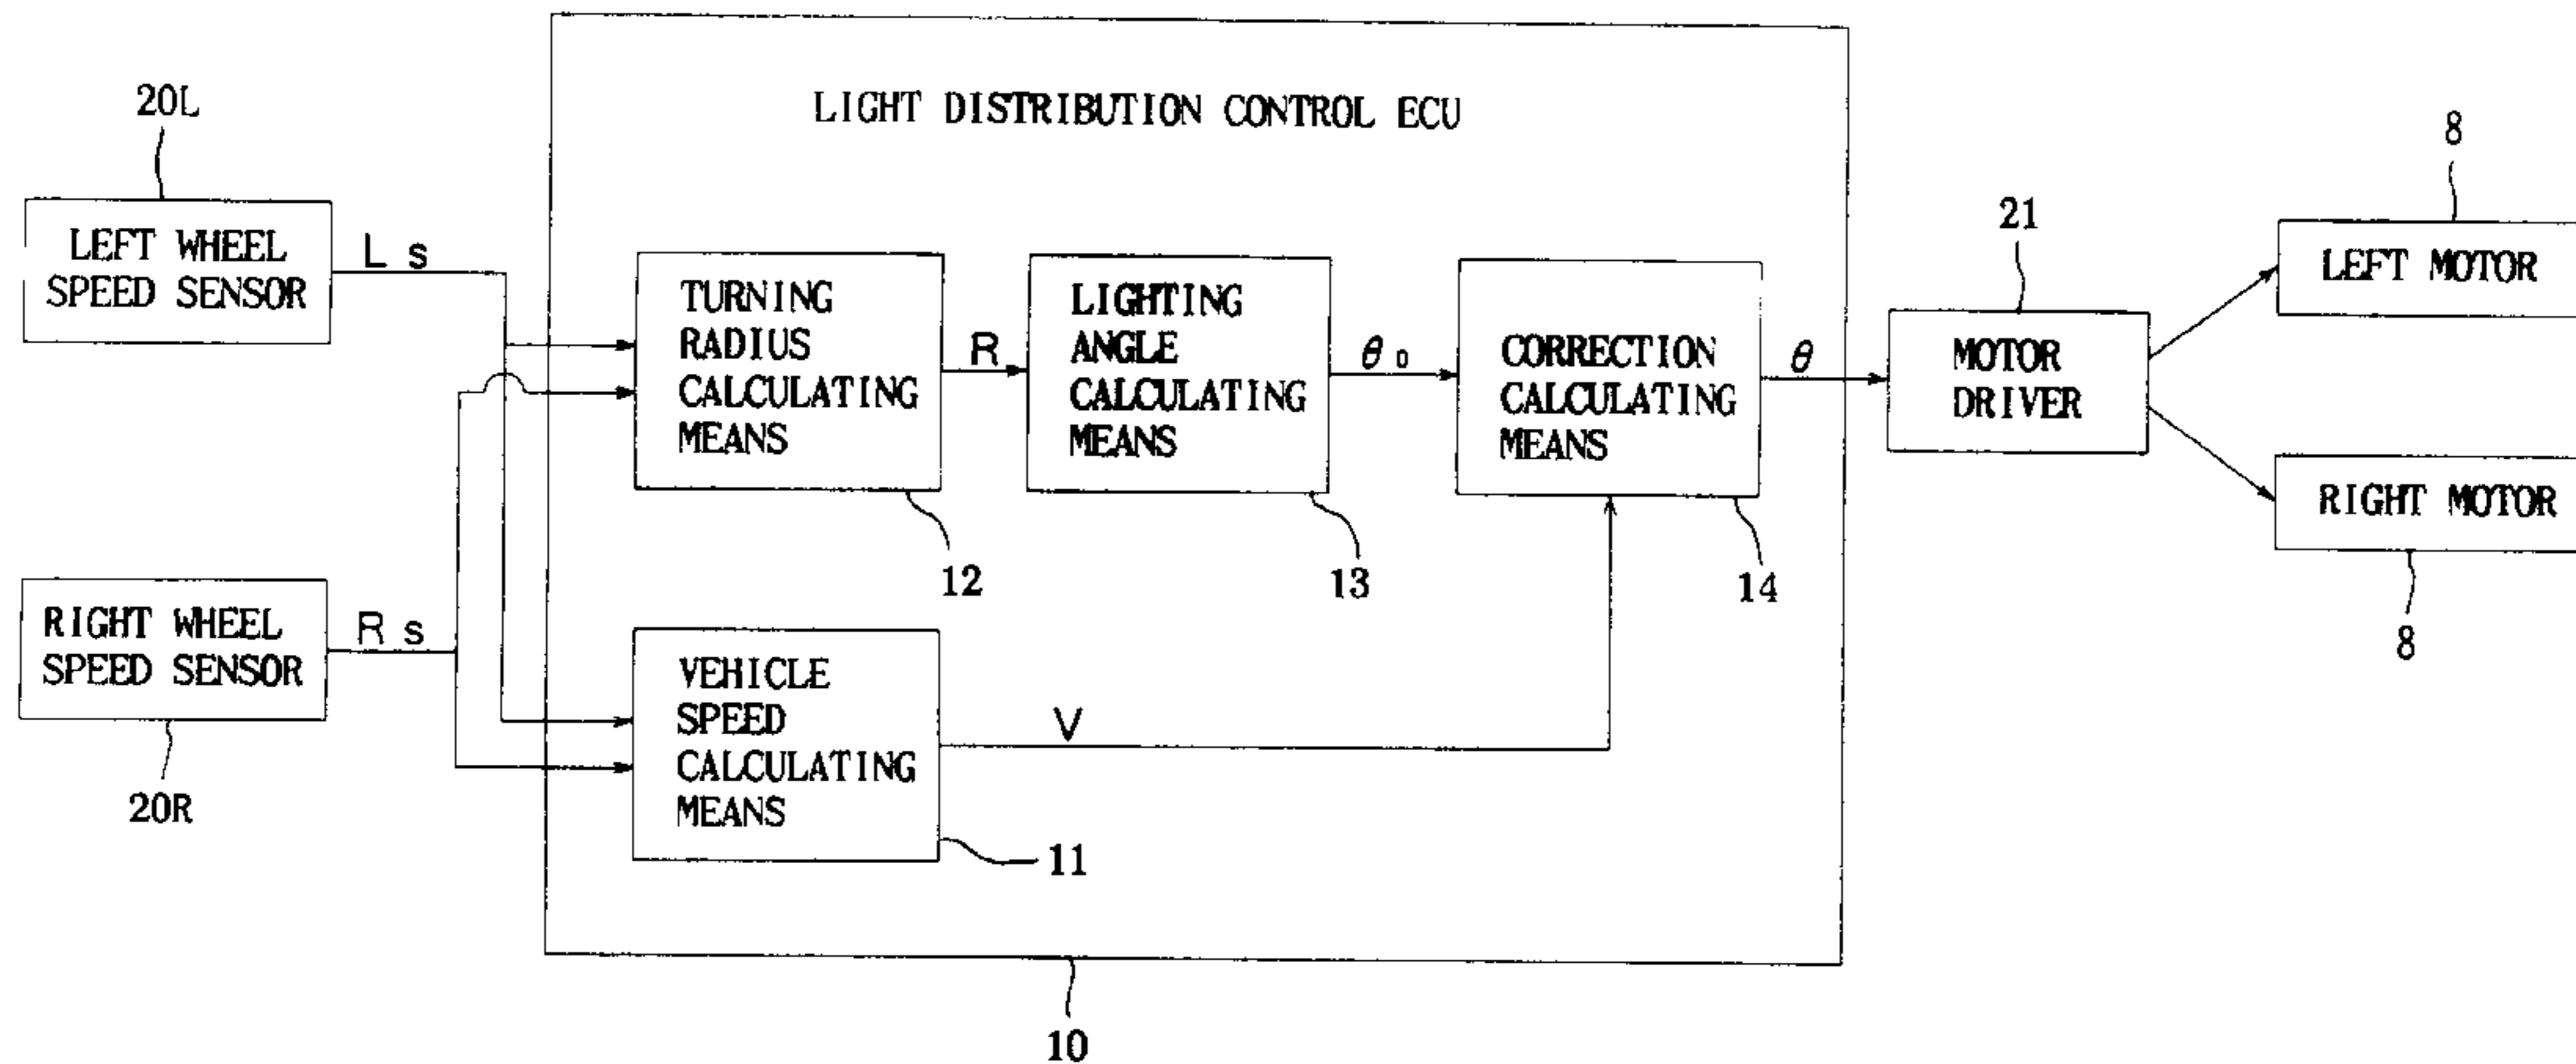 LIGHT DISTRIBUTION CONTROL ECU
20L
LEFT WHEEL
SPEED SENSOR
Ls
TURNING
RADIUS
CALCULATING
MEANS
12
R
LIGHTING
ANGLE
CALCULATING
MEANS
13
θ0
CORRECTION
CALCULATING
MEANS
14
θ
21
MOTOR
DRIVER
8
LEFT MOTOR
RIGHT MOTOR
8
RIGHT WHEEL
SPEED SENSOR
20R
Rs
VEHICLE
SPEED
CALCULATING
MEANS
11
V
10